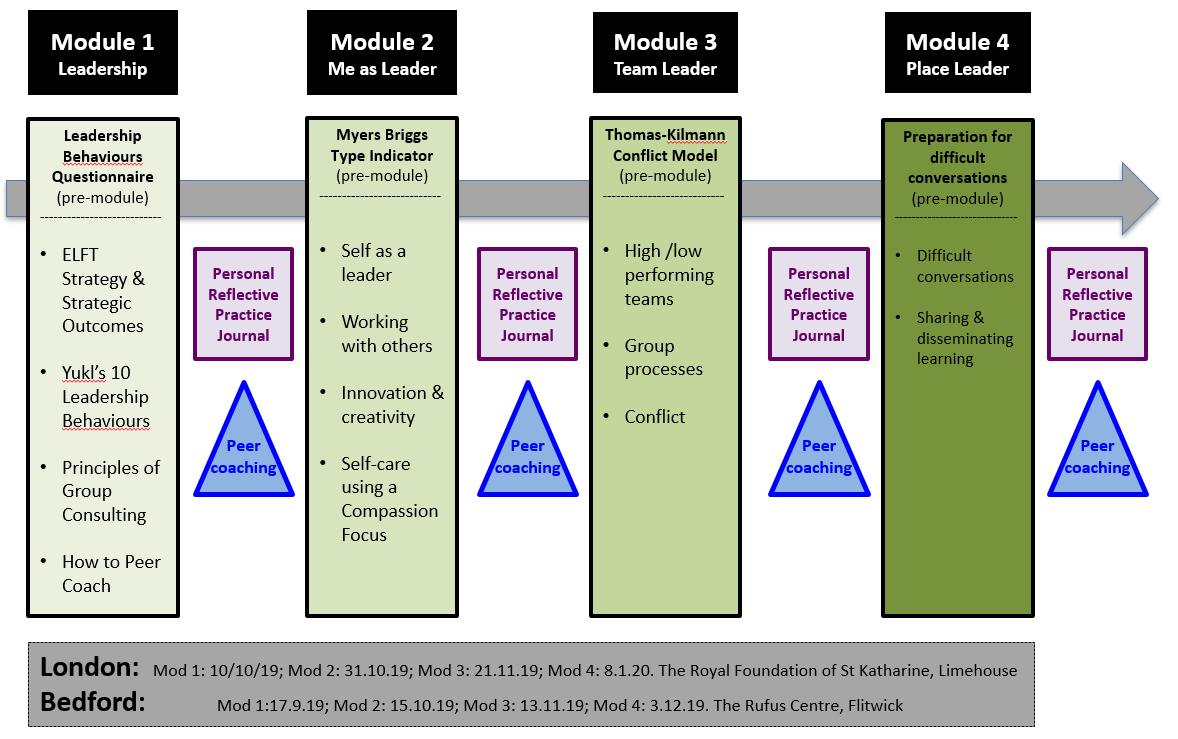 Module 1
Leadership
Module 2
Me as Leader
Module 3
Team Leader
Module 4
Place Leader
Leadership
Behaviours
Questionnaire
(pre-module)
----------------------------
• ELFT
Strategy &
Strategic
Outcomes
• Yukl’s 10
Leadership
Behaviours
• Principles of
Group
Consulting
• How to Peer
Coach
Personal
Reflective
Practice
Journal
Peer
coaching
Myers Briggs
Type Indicator
(pre-module)
----------------------------
• Self as a
leader
• Working
with others
• Innovation &
creativity
• Self-care
using a
Compassion
Focus
Personal
Reflective
Practice
Journal
Peer
coaching
Thomas-Kilmann
Conflict Model
(pre-module)
----------------------------
• High /low
performing
teams
• Group
processes
• Conflict
Personal
Reflective
Practice
Journal
Peer
coaching
Preparation for
difficult
conversations
(pre-module)
----------------------------
• Difficult
conversations
• Sharing &
disseminating
learning
Personal
Reflective
Practice
Journal
Peer
coaching
London: Mod 1: 10/10/19; Mod 2: 31.10.19; Mod 3: 21.11.19; Mod 4: 8.1.20. The Royal Foundation of St Katharine, Limehouse
Bedford: Mod 1:17.9.19; Mod 2: 15.10.19; Mod 3: 13.11.19; Mod 4: 3.12.19. The Rufus Centre, Flitwick